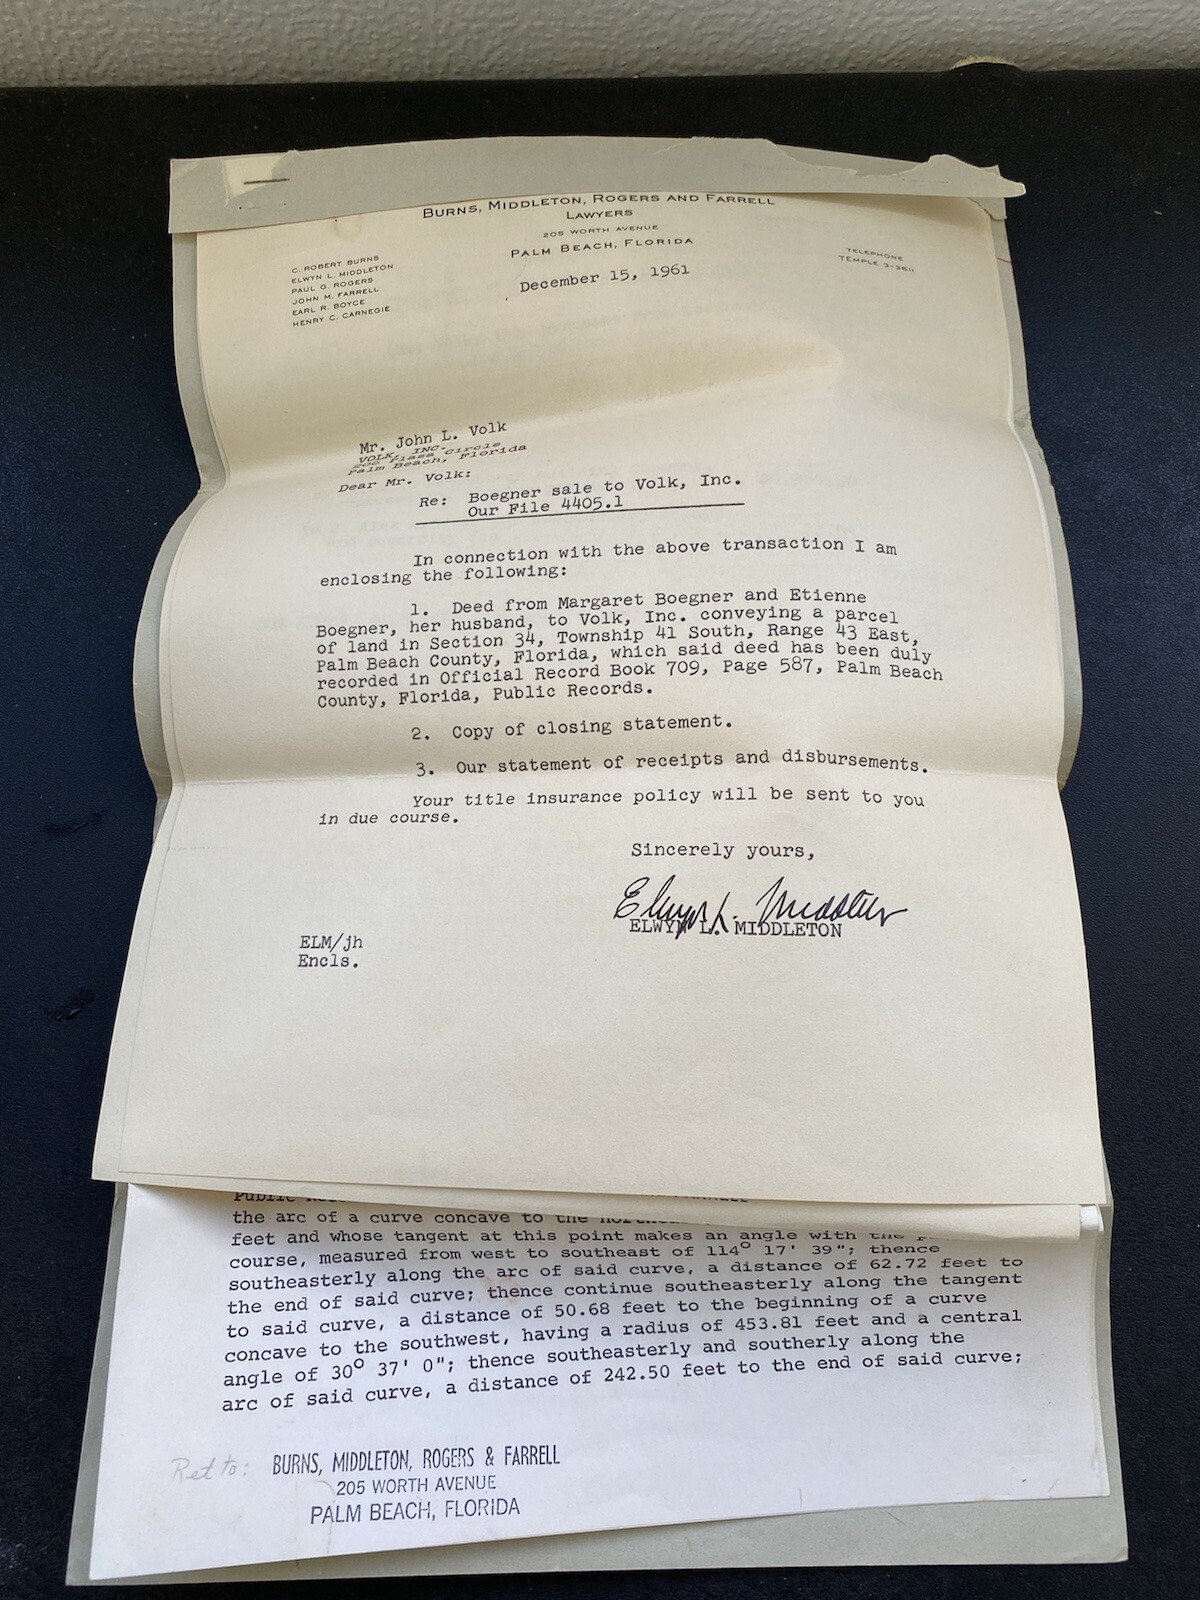 BURNS, MIDDLETON, ROGERS AND FARRELL
LAWYERS
205 WORTH AVENUE
PALM BEACH, FLORIDA
C. ROBERT BURNS
ELWYN L. MIDDLETON
PAUL G. ROGERS
JOHN M. FARRELL
EARL R. BOYCE
HENRY C. CARNEGIE
TELEPHONE
TEMPLE 3-3611
December 15, 1961
Mr. John L. Volk
VOLK, INC.
Plaza Circle
Palm Beach, Florida
Dear Mr. Volk:
Re: Boegner sale to Volk, Inc.
Our File 4405.1
In connection with the above transaction I am
enclosing the following:
1. Deed from Margaret Boegner and Etienne
Boegner, her husband, to Volk, Inc. conveying a parcel
of land in Section 34, Township 41 South, Range 43 East,
Palm Beach County, Florida, which said deed has been duly
recorded in Official Record Book 709, Page 587, Palm Beach
County, Florida, Public Records.
2. Copy of closing statement.
3. Our statement of receipts and disbursements.
Your title insurance policy will be sent to you
in due course.
Sincerely yours,
Elwyn L. Middleton
ELWYN L. MIDDLETON
ELM/jh
Encls.
Public
the arc of a curve concave to the
feet and whose tangent at this point makes an angle with the
course, measured from west to southeast of 114° 17' 39"; thence
southeasterly along the arc of said curve, a distance of 62.72 feet to
the end of said curve; thence continue southeasterly along the tangent
to said curve, a distance of 50.68 feet to the beginning of a curve
concave to the southwest, having a radius of 453.81 feet and a central
angle of 30° 37' 0"; thence southeasterly and southerly along the
arc of said curve, a distance of 242.50 feet to the end of said curve;
Ret to: BURNS, MIDDLETON, ROGERS & FARRELL
205 WORTH AVENUE
PALM BEACH, FLORIDA